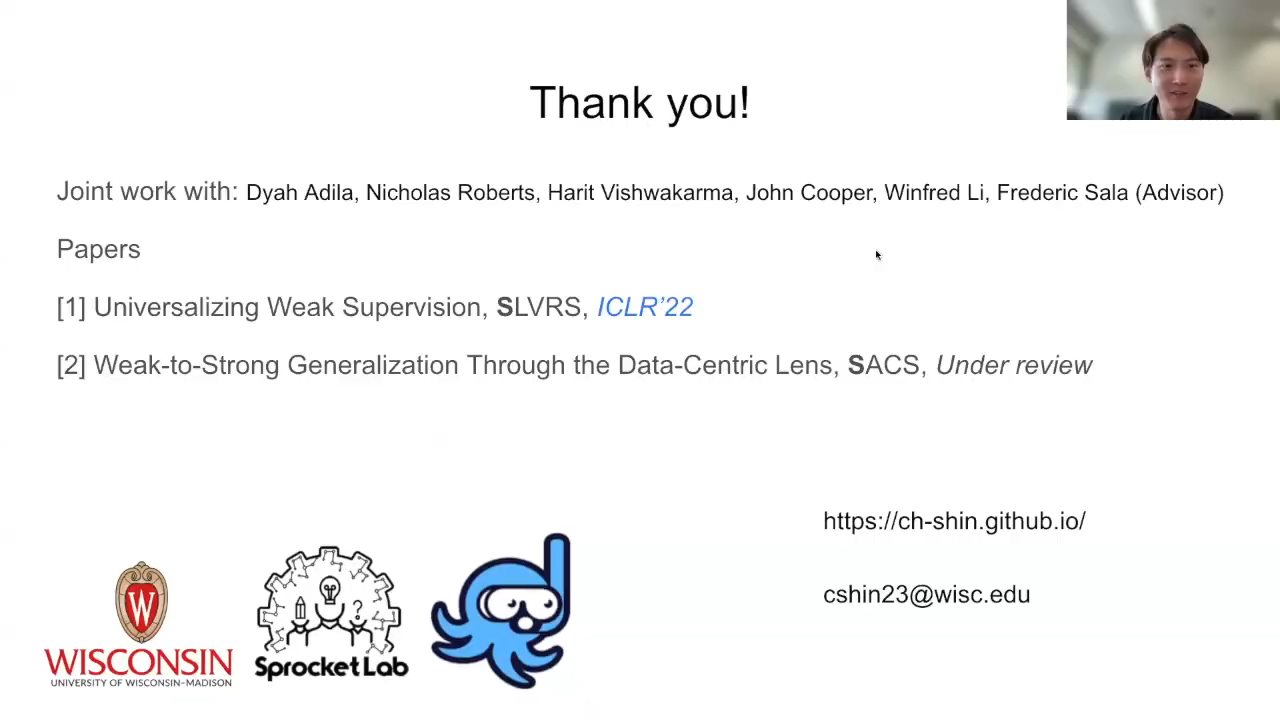 Thank you!
Joint work with: Dyah Adila, Nicholas Roberts, Harit Vishwakarma, John Cooper, Winfred Li, Frederic Sala (Advisor)
Papers
[1] Universalizing Weak Supervision, SLVRS, ICLR’22
[2] Weak-to-Strong Generalization Through the Data-Centric Lens, SACS, Under review
https://ch-shin.github.io/
cshin23@wisc.edu
W
?
WISCONSIN
UNIVERSITY OF WISCONSIN–MADISON
Sprocket Lab